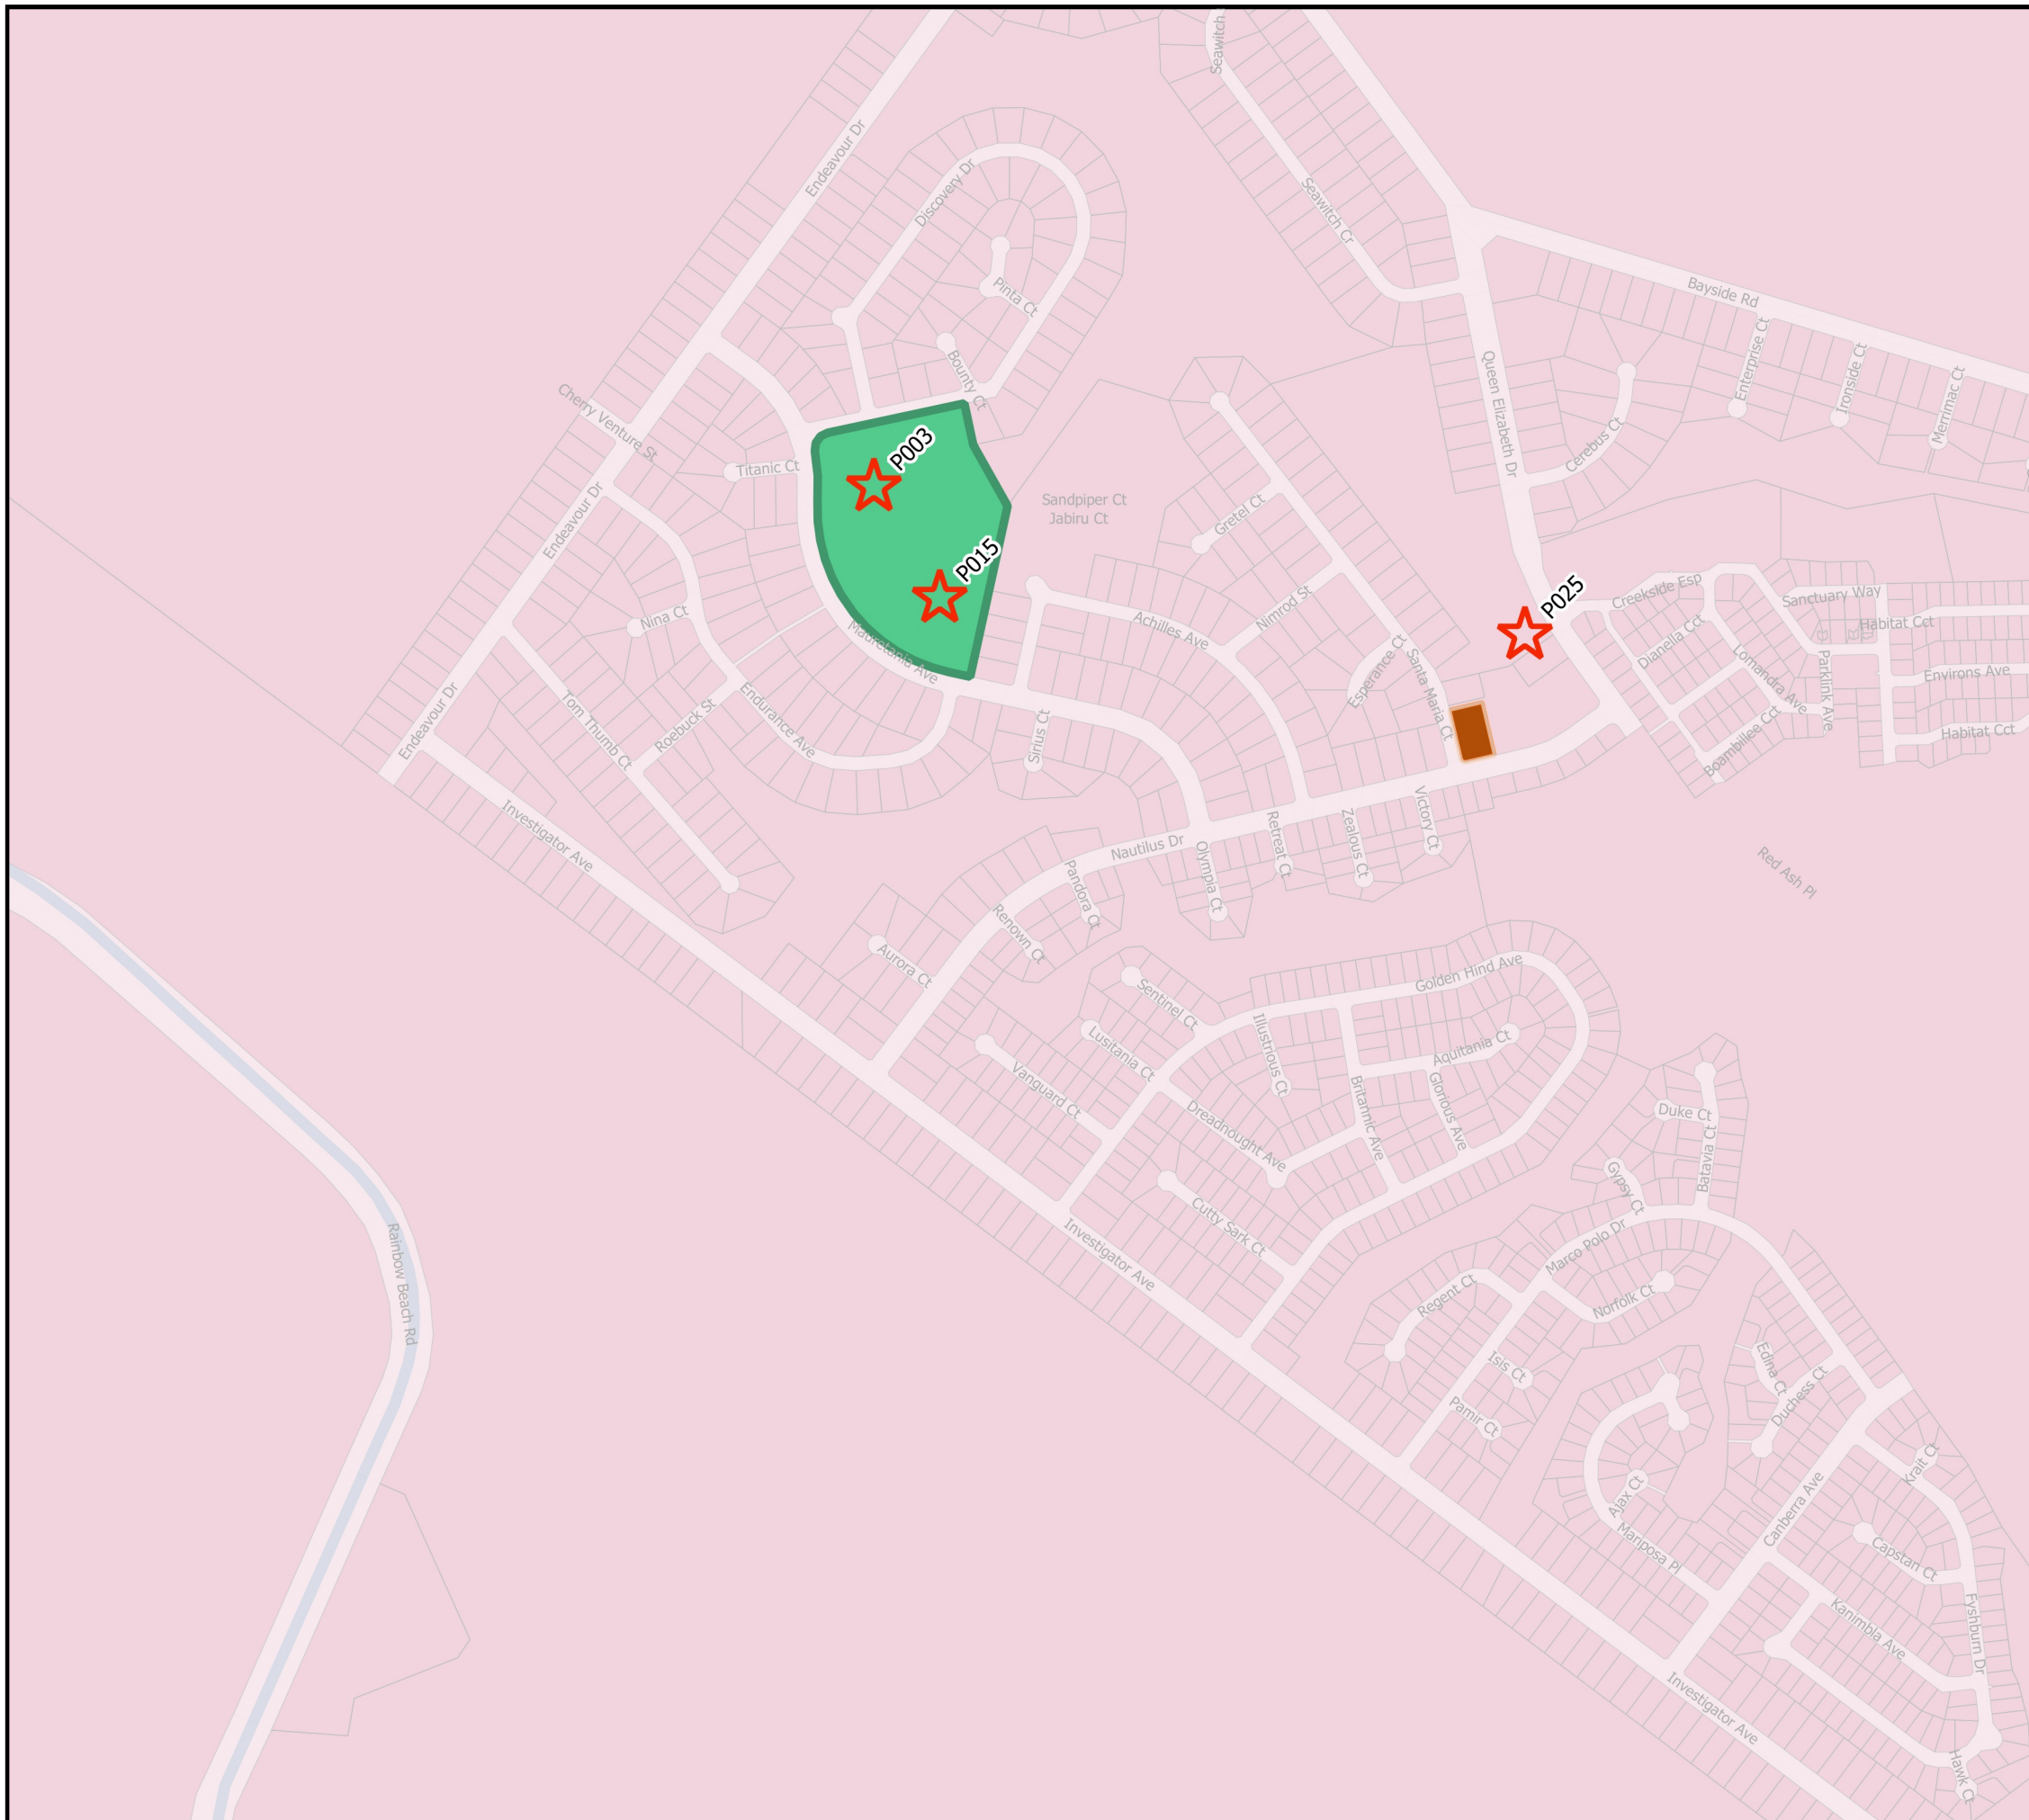 Seawitch
Endeavour Dr
Discovery Dr
Seawitch Cr
Pinta Ct
Bayside Rd
Enterprise Ct
Ironside Ct
Merrimac Ct
Bounty Ct
Queen Elizabeth Dr
Cerebus Ct
Cherry Venture St
Titanic Ct
P003
Sandpiper Ct
Jabiru Ct
Gretel Ct
Endeavour Dr
P015
P025
Nina Ct
Mauretania Ave
Achilles Ave
Nimrod St
Esperance Ct
Santa Maria Ct
Creekside Esp
Sanctuary Way
Habitat Cct
Dianella Cct
Lomandra Ave
Parklink Ave
Environs Ave
Habitat Cct
Boambillee Cct
Endeavour Dr
Tom Thumb Ct
Roebuck St
Endurance Ave
Sirius Ct
Investigator Ave
Nautilus Dr
Pandora Ct
Olympia Ct
Retreat Ct
Zealous Ct
Victory Ct
Red Ash Pl
Renown Ct
Aurora Ct
Sentinel Ct
Golden Hind Ave
Lusitania Ct
Illustrious Ct
Aquitania Ct
Vanguard Ct
Dreadnought Ave
Britannic Ave
Glorious Ave
Duke Ct
Batavia Ct
Gypsy Ct
Cutty Sark Ct
Investigator Ave
Marco Polo Dr
Rainbow Beach Rd
Regent Ct
Norfolk Ct
Isis Ct
Edina Ct
Duchess Ct
Pamir Ct
Krait Ct
Ajax Ct
Canberra Ave
Mariposa Pl
Capstan Ct
Kanimbla Ave
Fyshburn Dr
Investigator Ave
Hawk Ct